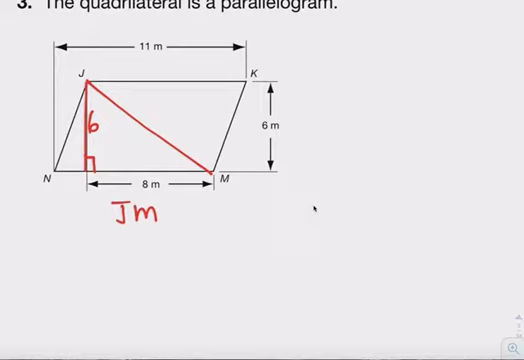 3. The quadrilateral is a parallelogram.
11 m
J
K
6
6 m
N
8 m
M
JM